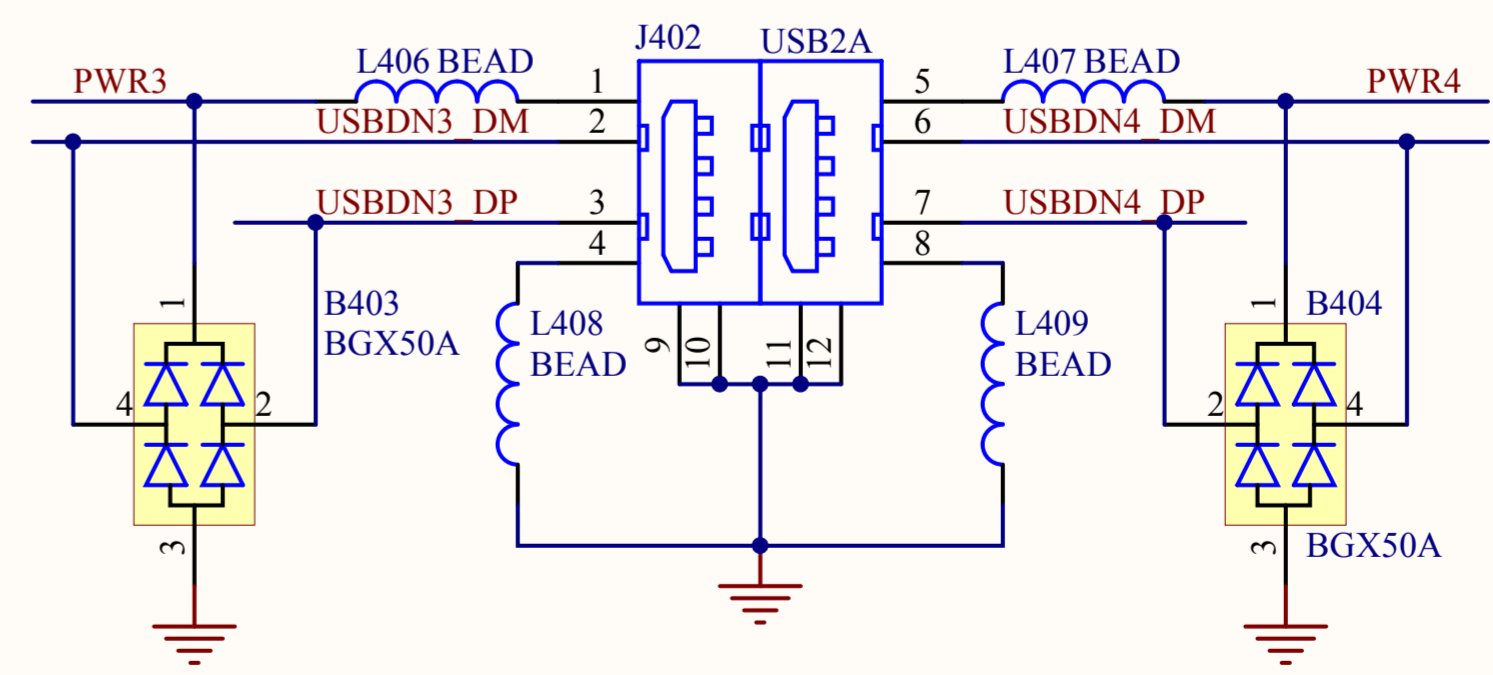 J402 USB2A
L406 BEAD
L407 BEAD
PWR3
1
5
PWR4
USBDN3_DM
2
6
USBDN4_DM
USBDN3_DP
3
7
USBDN4_DP
4
8
1
B403
BGX50A
L408
BEAD
9
10
11
12
L409
BEAD
1
B404
4
2
2
4
3
3
BGX50A